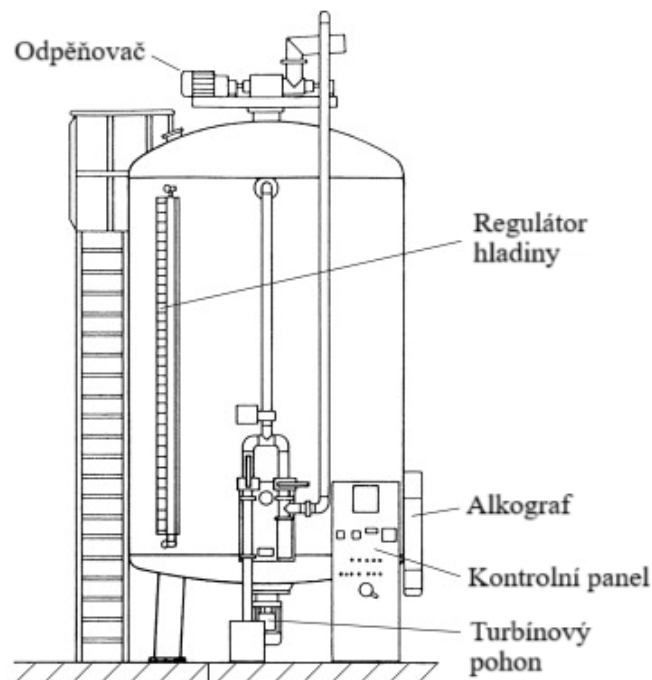 Odpěňovač
Regulátor
hladiny
Alkograf
Kontrolní panel
Turbínový
pohon